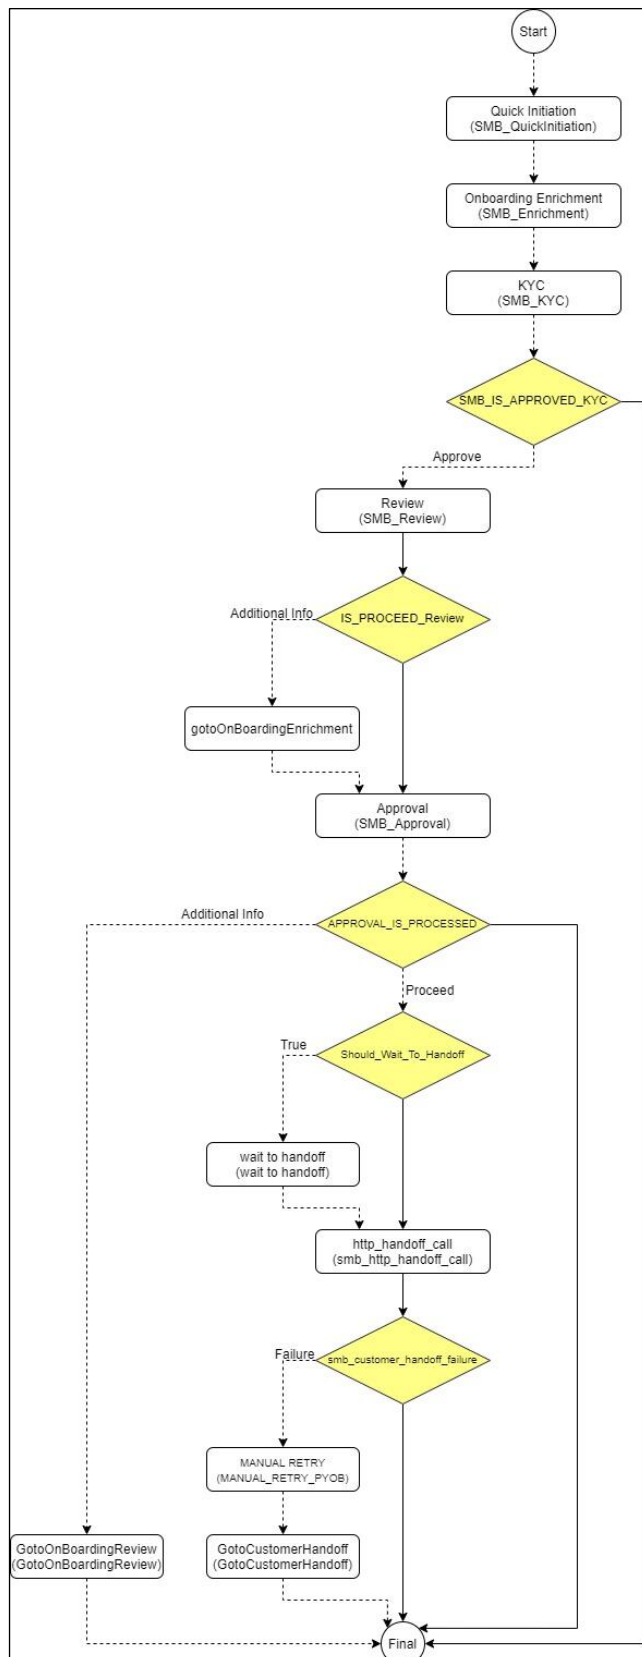 Start
Quick Initiation
(SMB_QuickInitiation)
Onboarding Enrichment
(SMB_Enrichment)
KYC
(SMB_KYC)
SMB_IS_APPROVED_KYC
Approve
Review
(SMB_Review)
Additional Info
IS_PROCEED_Review
gotoOnBoardingEnrichment
Approval
(SMB_Approval)
Additional Info
APPROVAL_IS_PROCESSED
Proceed
True
Should_Wait_To_Handoff
wait to handoff
(wait to handoff)
http_handoff_call
(smb_http_handoff_call)
Failure
smb_customer_handoff_failure
MANUAL RETRY
(MANUAL_RETRY_PYOB)
GotoOnBoardingReview
(GotoOnBoardingReview)
GotoCustomerHandoff
(GotoCustomerHandoff)
Final